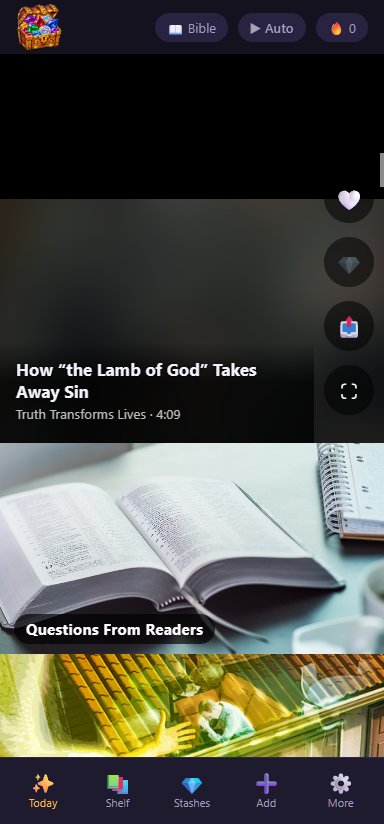 Bible
Auto
0
How “the Lamb of God” Takes
Away Sin
Truth Transforms Lives · 4:09
Questions From Readers
Today
Shelf
Stashes
Add
More